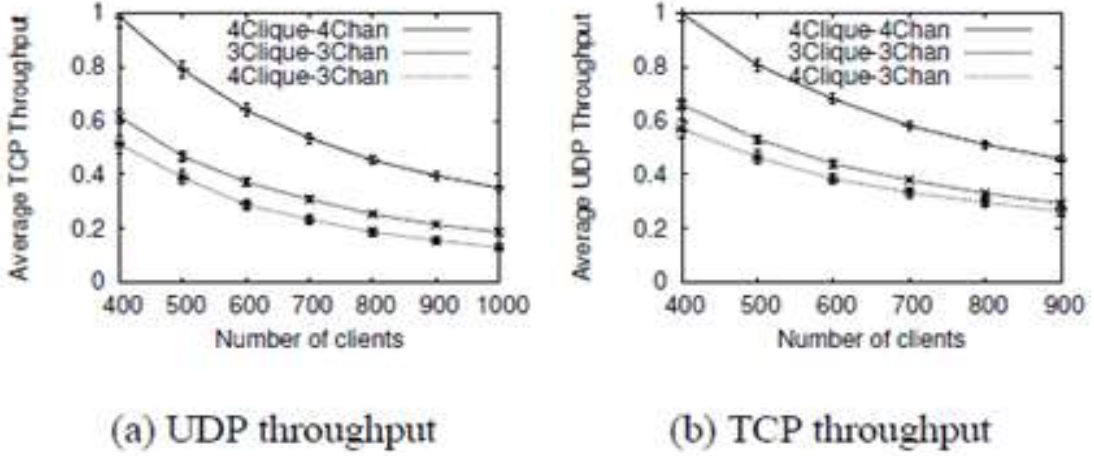 Average TCP Throughput
1
0.8
0.6
0.4
0.2
0
4Clique-4Chan
3Clique-3Chan
4Clique-3Chan
400 500 600 700 800 900 1000
Number of clients
(a) UDP throughput
Average UDP Throughput
1
0.8
0.6
0.4
0.2
0
4Clique-4Chan
3Clique-3Chan
4Clique-3Chan
400 500 600 700 800 900
Number of clients
(b) TCP throughput